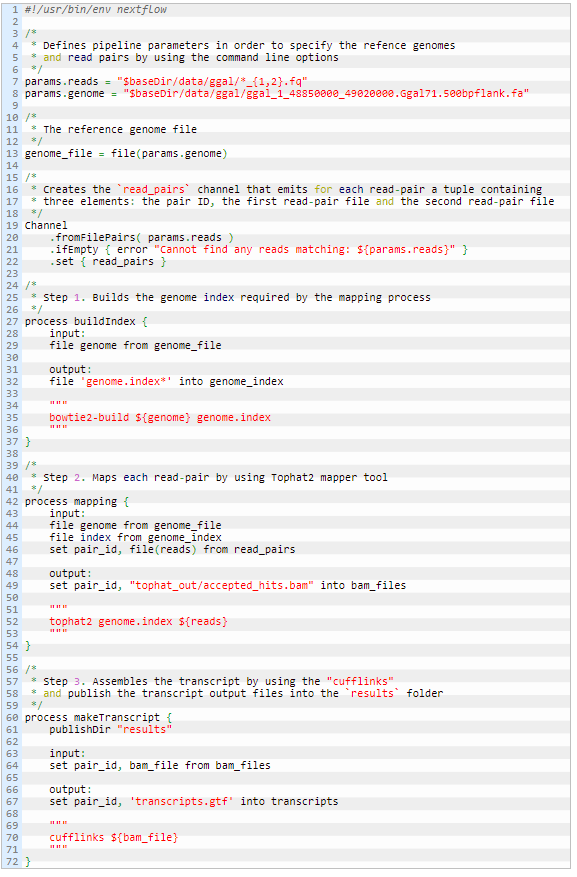 1 #!/usr/bin/env nextflow
2
3 /*
4 * Defines pipeline parameters in order to specify the refence genomes
5 * and read pairs by using the command line options
6 */
7 params.reads = "$baseDir/data/ggal/*_{1,2}.fq"
8 params.genome = "$baseDir/data/ggal/ggal_1_48850000_49020000.Ggal71.500bpflank.fa"
9
10 /*
11 * The reference genome file
12 */
13 genome_file = file(params.genome)
14
15 /*
16 * Creates the `read_pairs` channel that emits for each read-pair a tuple containing
17 * three elements: the pair ID, the first read-pair file and the second read-pair file
18 */
19 Channel
20     .fromFilePairs( params.reads )
21     .ifEmpty { error "Cannot find any reads matching: ${params.reads}" }
22     .set { read_pairs }
23
24 /*
25 * Step 1. Builds the genome index required by the mapping process
26 */
27 process buildIndex {
28     input:
29     file genome from genome_file
30
31     output:
32     file 'genome.index*' into genome_index
33
34     """
35     bowtie2-build ${genome} genome.index
36     """
37 }
38
39 /*
40 * Step 2. Maps each read-pair by using Tophat2 mapper tool
41 */
42 process mapping {
43     input:
44     file genome from genome_file
45     file index from genome_index
46     set pair_id, file(reads) from read_pairs
47
48     output:
49     set pair_id, "tophat_out/accepted_hits.bam" into bam_files
50
51     """
52     tophat2 genome.index ${reads}
53     """
54 }
55
56 /*
57 * Step 3. Assembles the transcript by using the "cufflinks"
58 * and publish the transcript output files into the `results` folder
59 */
60 process makeTranscript {
61     publishDir "results"
62
63     input:
64     set pair_id, bam_file from bam_files
65
66     output:
67     set pair_id, 'transcripts.gtf' into transcripts
68
69     """
70     cufflinks ${bam_file}
71     """
72 }